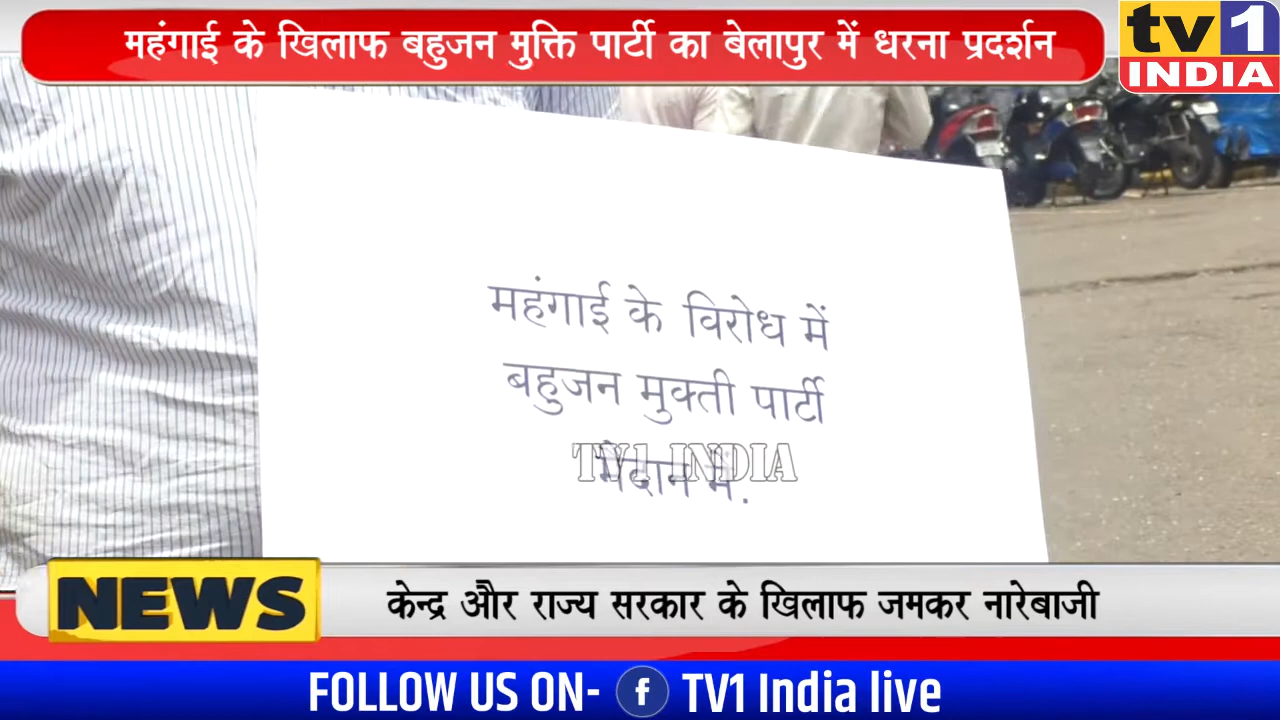 महंगाई के खिलाफ बहुजन मुक्ति पार्टी का बेलापुर में धरना प्रदर्शन
tv1
INDIA
महंगाई के विरोध में
बहुजन मुक्ती पार्टी
मैदान में.
TV1 INDIA
NEWS
केन्द्र और राज्य सरकार के खिलाफ जमकर नारेबाजी
FOLLOW US ON- f TV1 India live